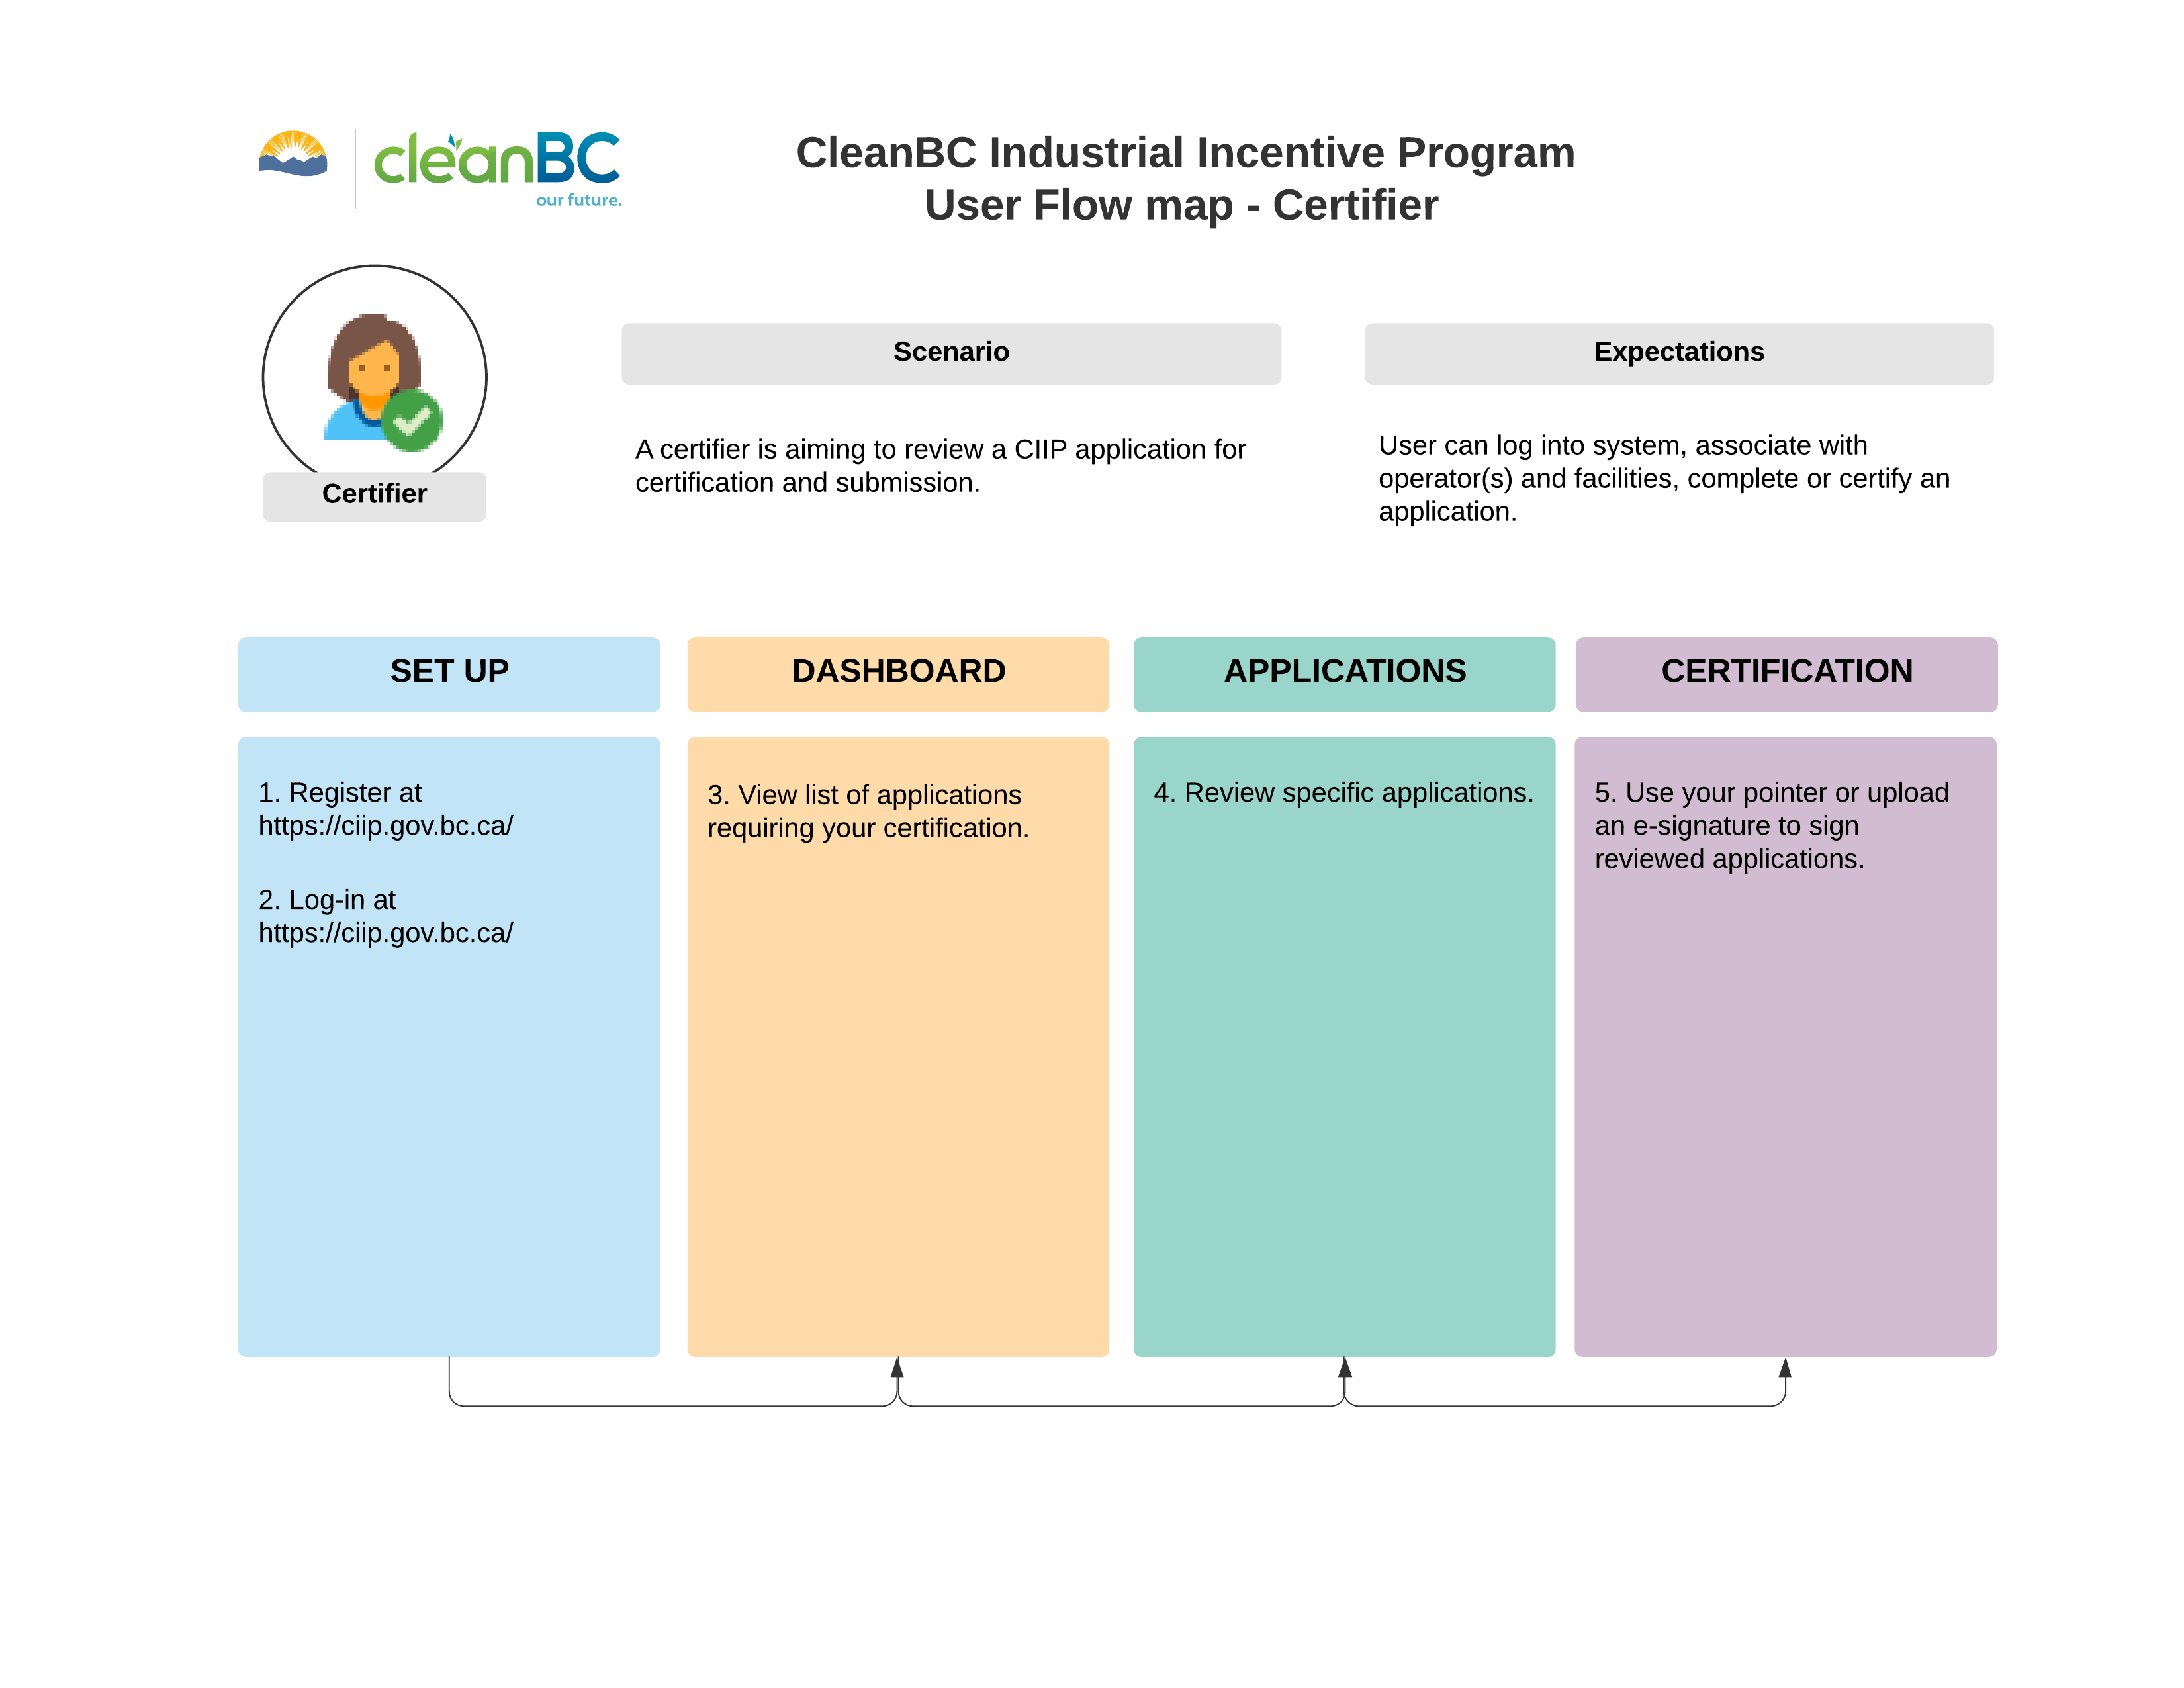 cleanBC
our future.
CleanBC Industrial Incentive Program
User Flow map - Certifier
Certifier
Scenario
A certifier is aiming to review a CIIP application for
certification and submission.
Expectations
User can log into system, associate with
operator(s) and facilities, complete or certify an
application.
SET UP
1. Register at
https://ciip.gov.bc.ca/
2. Log-in at
https://ciip.gov.bc.ca/
DASHBOARD
3. View list of applications
requiring your certification.
APPLICATIONS
4. Review specific applications.
CERTIFICATION
5. Use your pointer or upload
an e-signature to sign
reviewed applications.